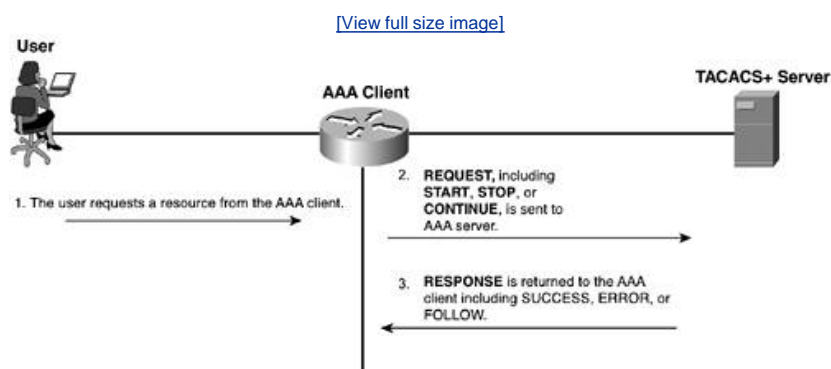 [View full size image]
User
AAA Client
TACACS+ Server
1. The user requests a resource from the AAA client.
2. REQUEST, including
START, STOP, or
CONTINUE, is sent to
AAA server.
3. RESPONSE is returned to the AAA
client including SUCCESS, ERROR, or
FOLLOW.